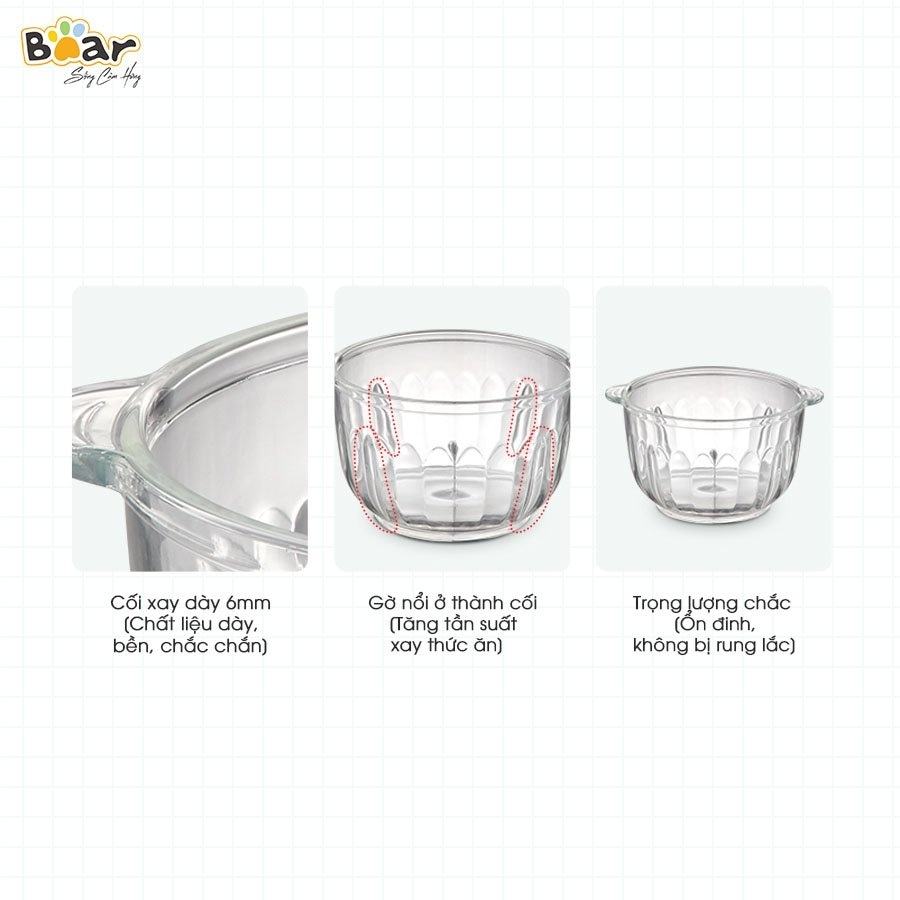 Bear
Sống Cảm Hứng
Cối xay dày 6mm
(Chất liệu dày,
bền, chắc chắn)
Gờ nổi ở thành cối
(Tăng tần suất
xay thức ăn)
Trọng lượng chắc
(Ổn đinh,
không bị rung lắc)